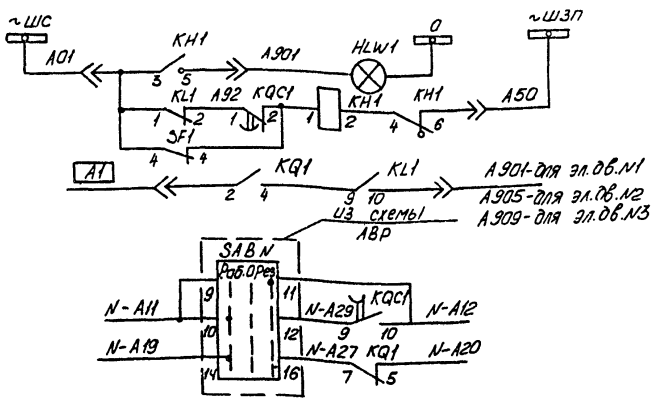 ~ШС
О
~ШЗП
А01
КН1
А901
HLW1
3 5
KL1 А92 KQC1
КН1
КН1
А50
1 2 1 2 1 2 4 6
SF1
4 4
А1
KQ1
KL1
2 4 9 10
А901-для эл.дв.N1
А905-для эл.дв.N2
А909-для эл.дв.N3
из схемы
АВР
SAB N
Раб. О Рез
9 11
N-А11
10 12
N-А29
KQC1
9 10
N-А12
N-А19
14 16
N-А27
KQ1
7 5
N-А20